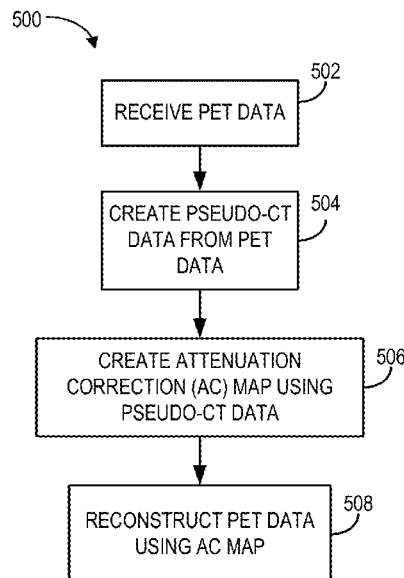 500
502
RECEIVE PET DATA
504
CREATE PSEUDO-CT
DATA FROM PET
DATA
506
CREATE ATTENUATION
CORRECTION (AC) MAP USING
PSEUDO-CT DATA
508
RECONSTRUCT PET DATA
USING AC MAP